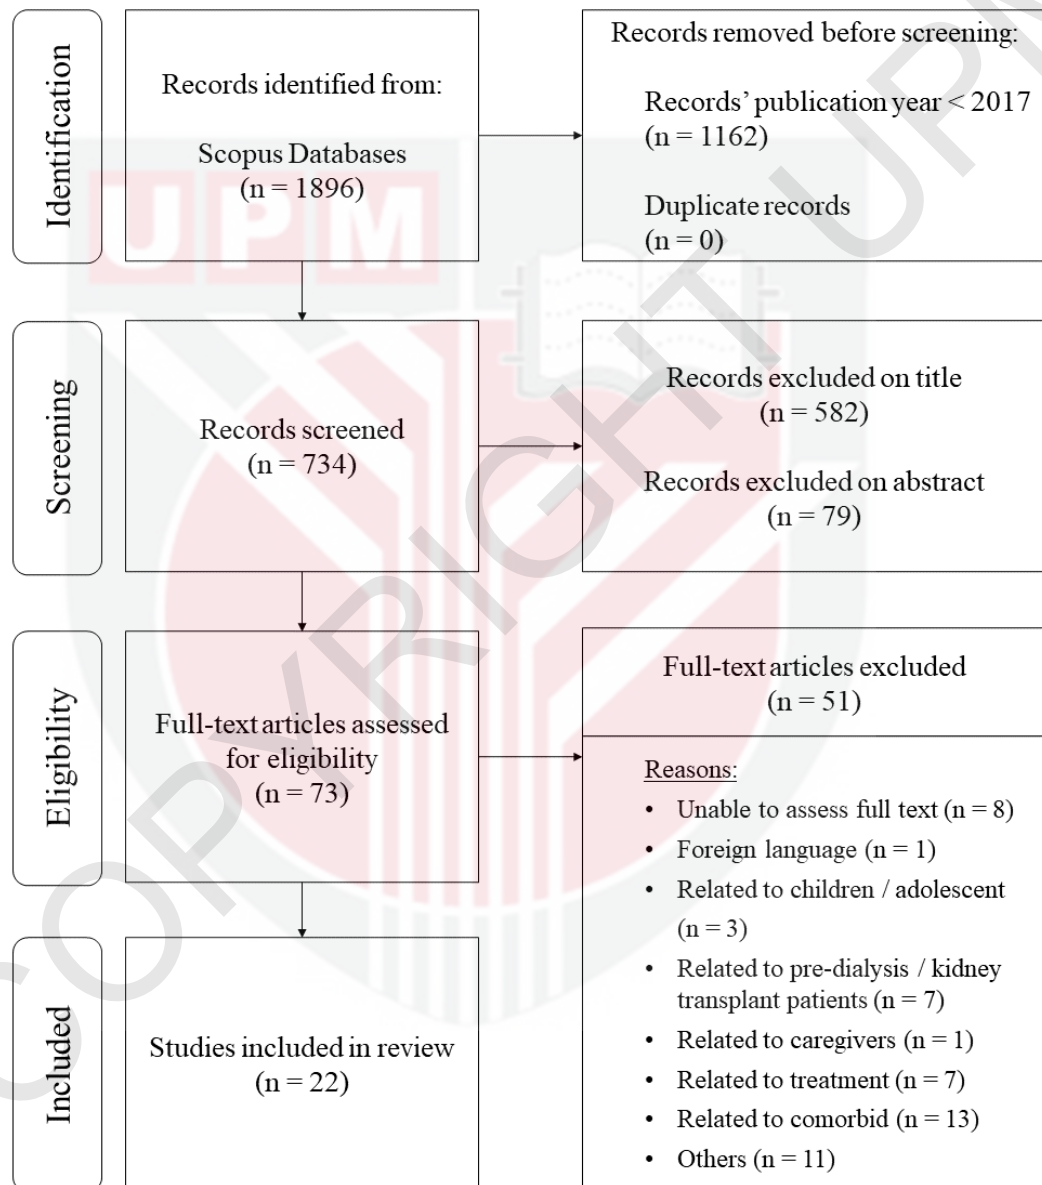 Identification
Records identified from:
Scopus Databases
(n = 1896)
Records removed before screening:
Records’ publication year < 2017
(n = 1162)
Duplicate records
(n = 0)
UPM
Screening
Records screened
(n = 734)
Records excluded on title
(n = 582)
Records excluded on abstract
(n = 79)
Eligibility
Full-text articles assessed
for eligibility
(n = 73)
Full-text articles excluded
(n = 51)
Reasons:
• Unable to assess full text (n = 8)
• Foreign language (n = 1)
• Related to children / adolescent
(n = 3)
• Related to pre-dialysis / kidney
transplant patients (n = 7)
• Related to caregivers (n = 1)
• Related to treatment (n = 7)
• Related to comorbid (n = 13)
• Others (n = 11)
Included
Studies included in review
(n = 22)
COPYRIGHT UPM